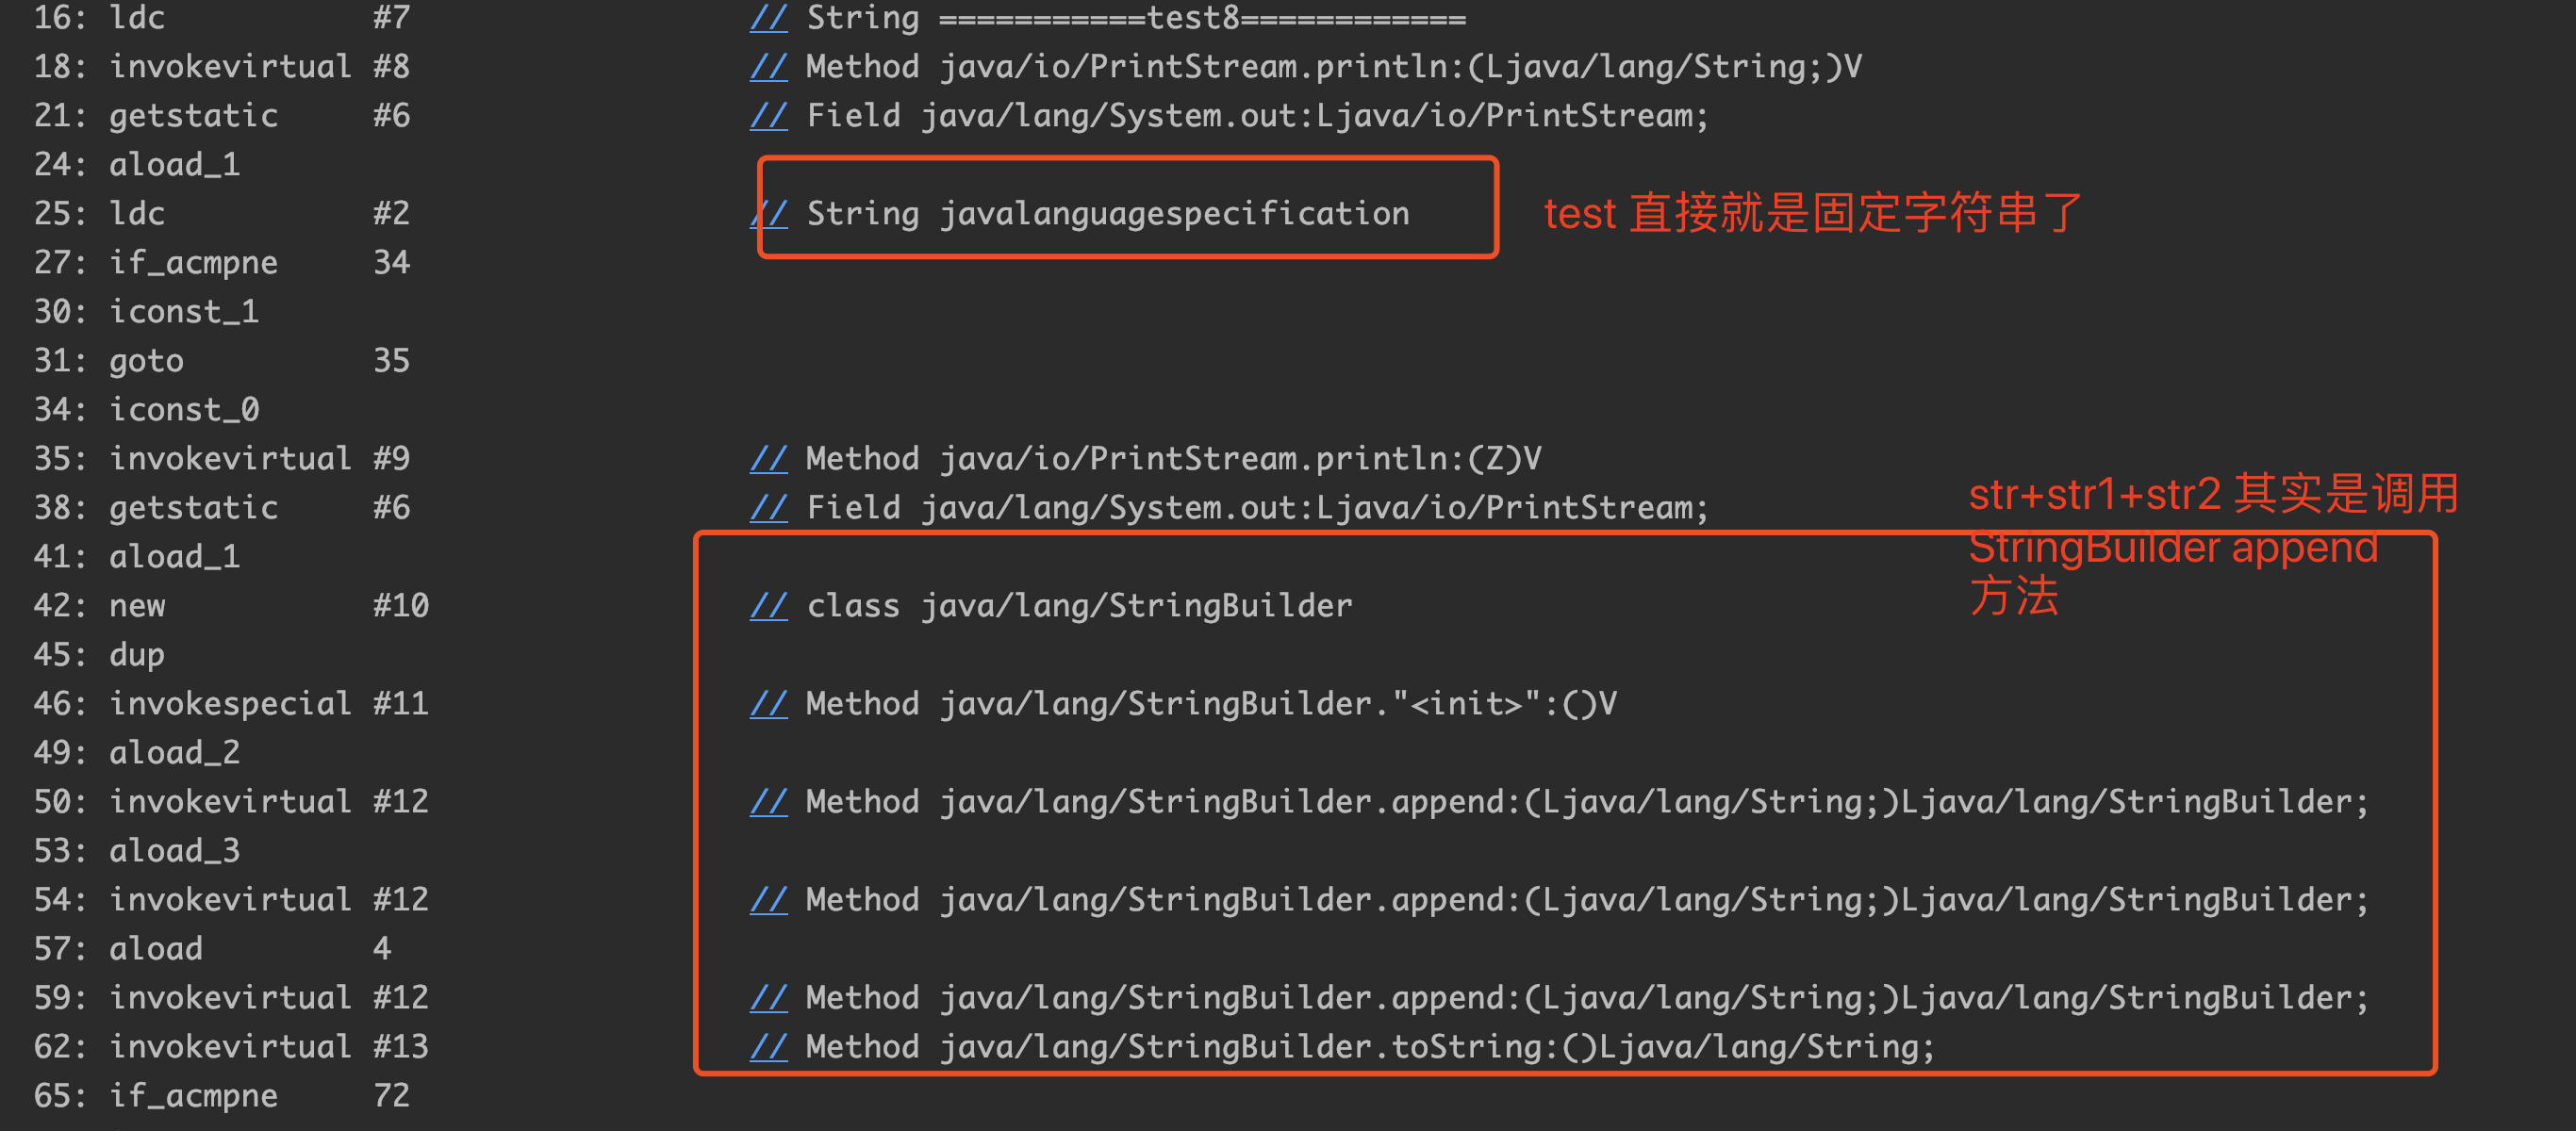 16: ldc #7 // String ===========test8============
18: invokevirtual #8 // Method java/io/PrintStream.println:(Ljava/lang/String;)V
21: getstatic #6 // Field java/lang/System.out:Ljava/io/PrintStream;
24: aload_1
25: ldc #2 // String javalanguagespecification
test 直接就是固定字符串了
27: if_acmpne 34
30: iconst_1
31: goto 35
34: iconst_0
35: invokevirtual #9 // Method java/io/PrintStream.println:(Z)V
38: getstatic #6 // Field java/lang/System.out:Ljava/io/PrintStream;
str+str1+str2 其实是调用
StringBuilder append
方法
41: aload_1
42: new #10 // class java/lang/StringBuilder
45: dup
46: invokespecial #11 // Method java/lang/StringBuilder."<init>":()V
49: aload_2
50: invokevirtual #12 // Method java/lang/StringBuilder.append:(Ljava/lang/String;)Ljava/lang/StringBuilder;
53: aload_3
54: invokevirtual #12 // Method java/lang/StringBuilder.append:(Ljava/lang/String;)Ljava/lang/StringBuilder;
57: aload 4
59: invokevirtual #12 // Method java/lang/StringBuilder.append:(Ljava/lang/String;)Ljava/lang/StringBuilder;
62: invokevirtual #13 // Method java/lang/StringBuilder.toString:()Ljava/lang/String;
65: if_acmpne 72